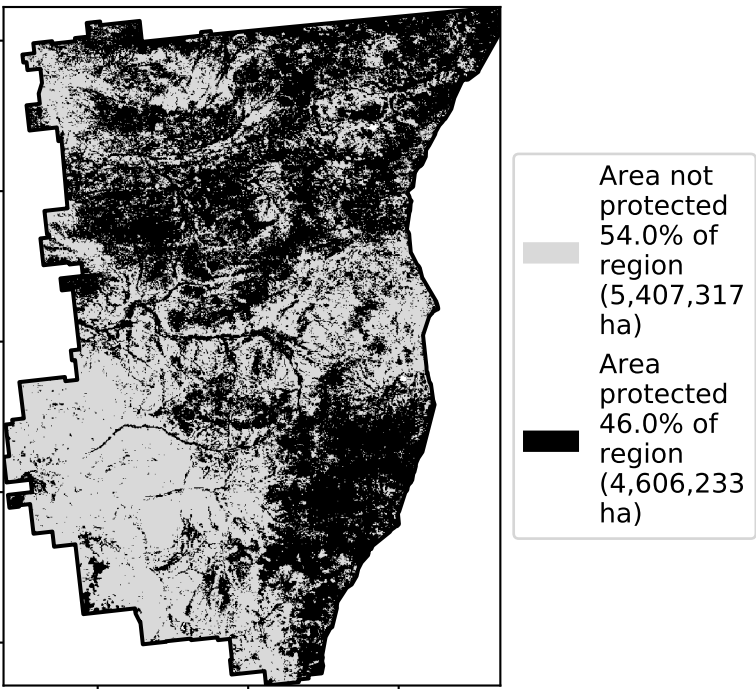 Area not
protected
54.0% of
region
(5,407,317
ha)
Area
protected
46.0% of
region
(4,606,233
ha)